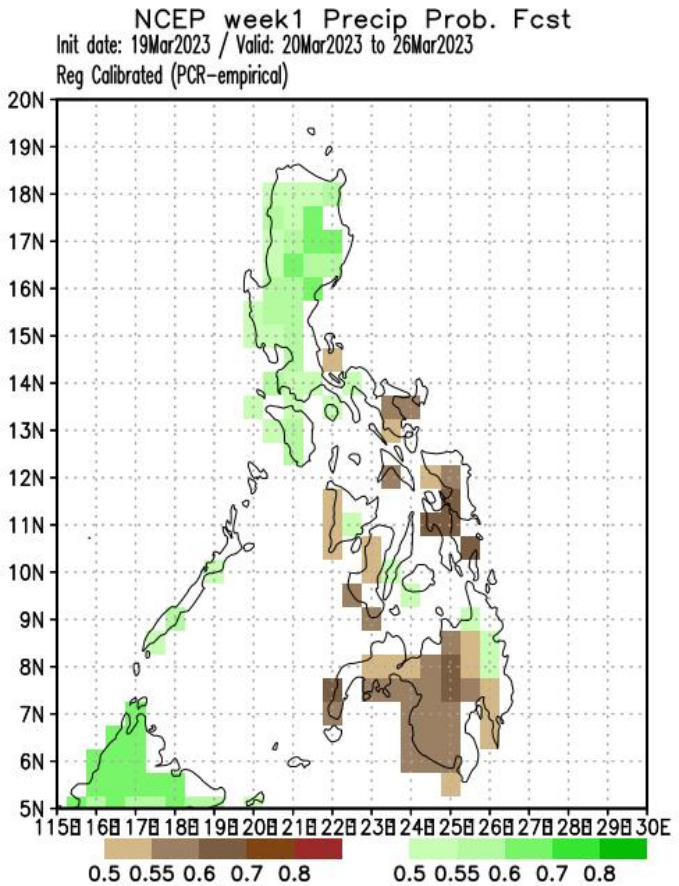 NCEP week1 Precip Prob. Fcst
Init date: 19Mar2023 / Valid: 20Mar2023 to 26Mar2023
Reg Calibrated (PCR-empirical)
20N
19N
18N
17N
16N
15N
14N
13N
12N
11N
10N
9N
8N
7N
6N
5N
115E 116E 117E 118E 119E 120E 121E 122E 123E 124E 125E 126E 127E 128E 129E 130E
0.5 0.55 0.6 0.7 0.8 0.5 0.55 0.6 0.7 0.8